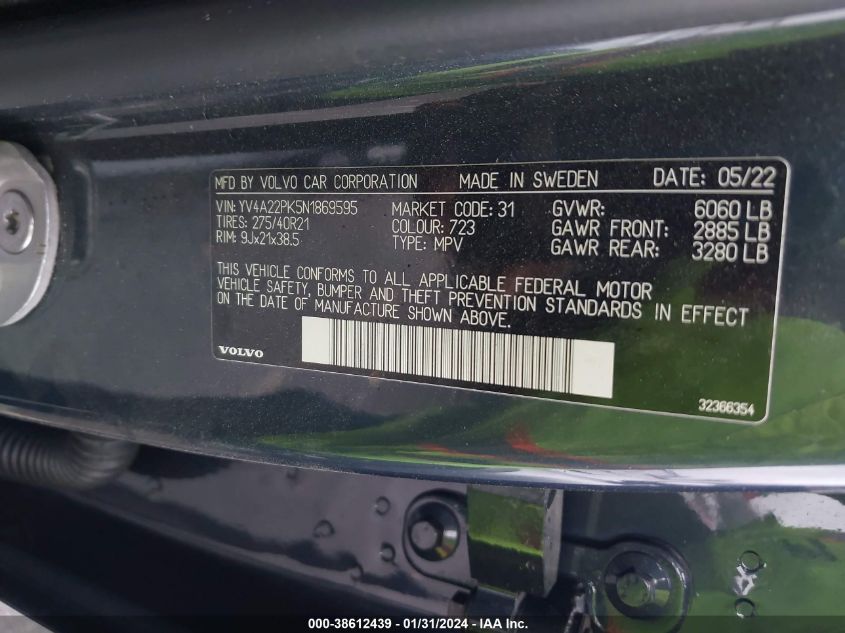 MFD BY VOLVO CAR CORPORATION MADE IN SWEDEN DATE: 05/22
VIN: YV4A22PK5N1869595 MARKET CODE: 31 GVWR: 6060 LB
TIRES: 275/40R21 COLOUR: 723 GAWR FRONT: 2885 LB
RIM: 9Jx21x38.5 TYPE: MPV GAWR REAR: 3280 LB
THIS VEHICLE CONFORMS TO ALL APPLICABLE FEDERAL MOTOR
VEHICLE SAFETY, BUMPER AND THEFT PREVENTION STANDARDS IN EFFECT
ON THE DATE OF MANUFACTURE SHOWN ABOVE.
VOLVO
32366354
000-38612439 - 01/31/2024 - IAA Inc.